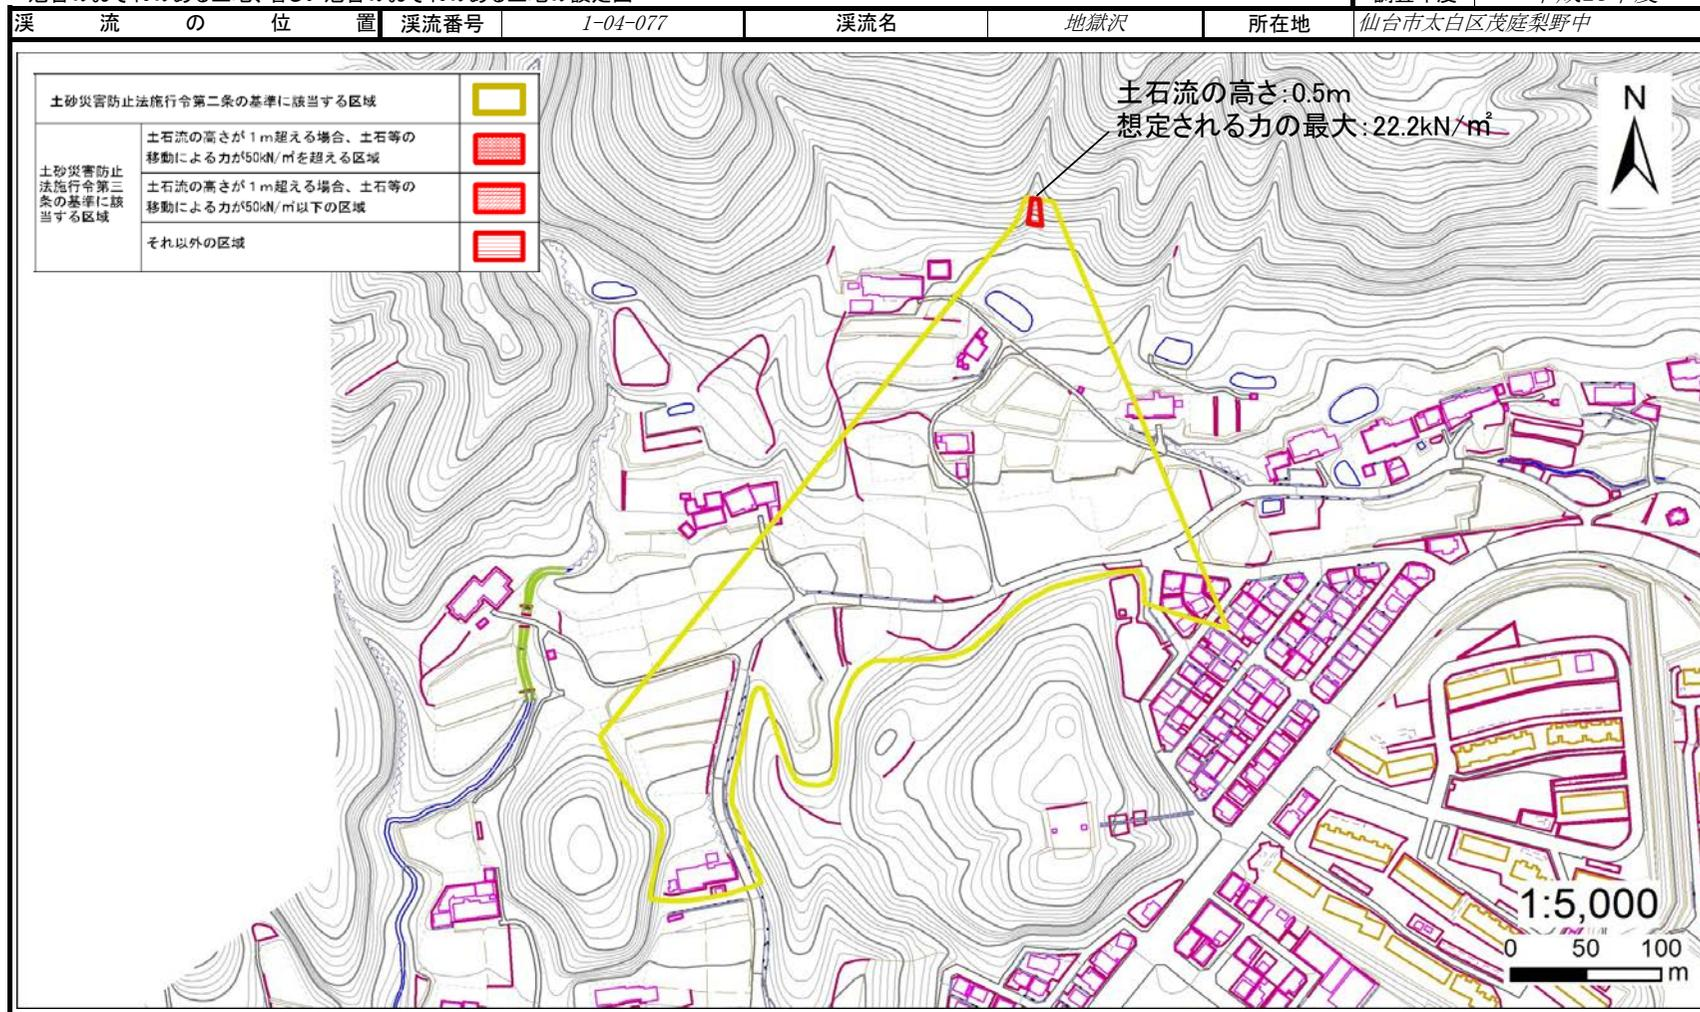 溪流の位置 溪流番号 1-04-077 溪流名 地獄沢 所在地 仙台市太白区茂庭梨野中
土砂災害防止法施行令第二条の基準に該当する区域
土砂災害防止
法施行令第三
条の基準に該
当する区域
土石流の高さが1m超える場合、土石等の
移動による力が50kN/㎡を超える区域
土石流の高さが1m超える場合、土石等の
移動による力が50kN/㎡以下の区域
それ以外の区域
土石流の高さ:0.5m
想定される力の最大:22.2kN/㎡
N
1:5,000
0 50 100
m